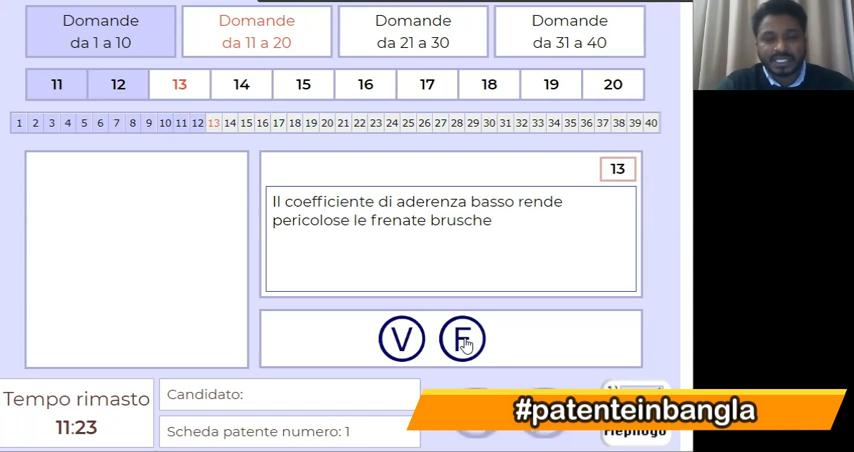 Domande
da 1 a 10
Domande
da 11 a 20
Domande
da 21 a 30
Domande
da 31 a 40
11 12 13 14 15 16 17 18 19 20
1 2 3 4 5 6 7 8 9 10 11 12 13 14 15 16 17 18 19 20 21 22 23 24 25 26 27 28 29 30 31 32 33 34 35 36 37 38 39 40
13
Il coefficiente di aderenza basso rende
pericolose le frenate brusche
V F
Tempo rimasto
11:23
Candidato:
Scheda patente numero: 1
#patenteinbangla